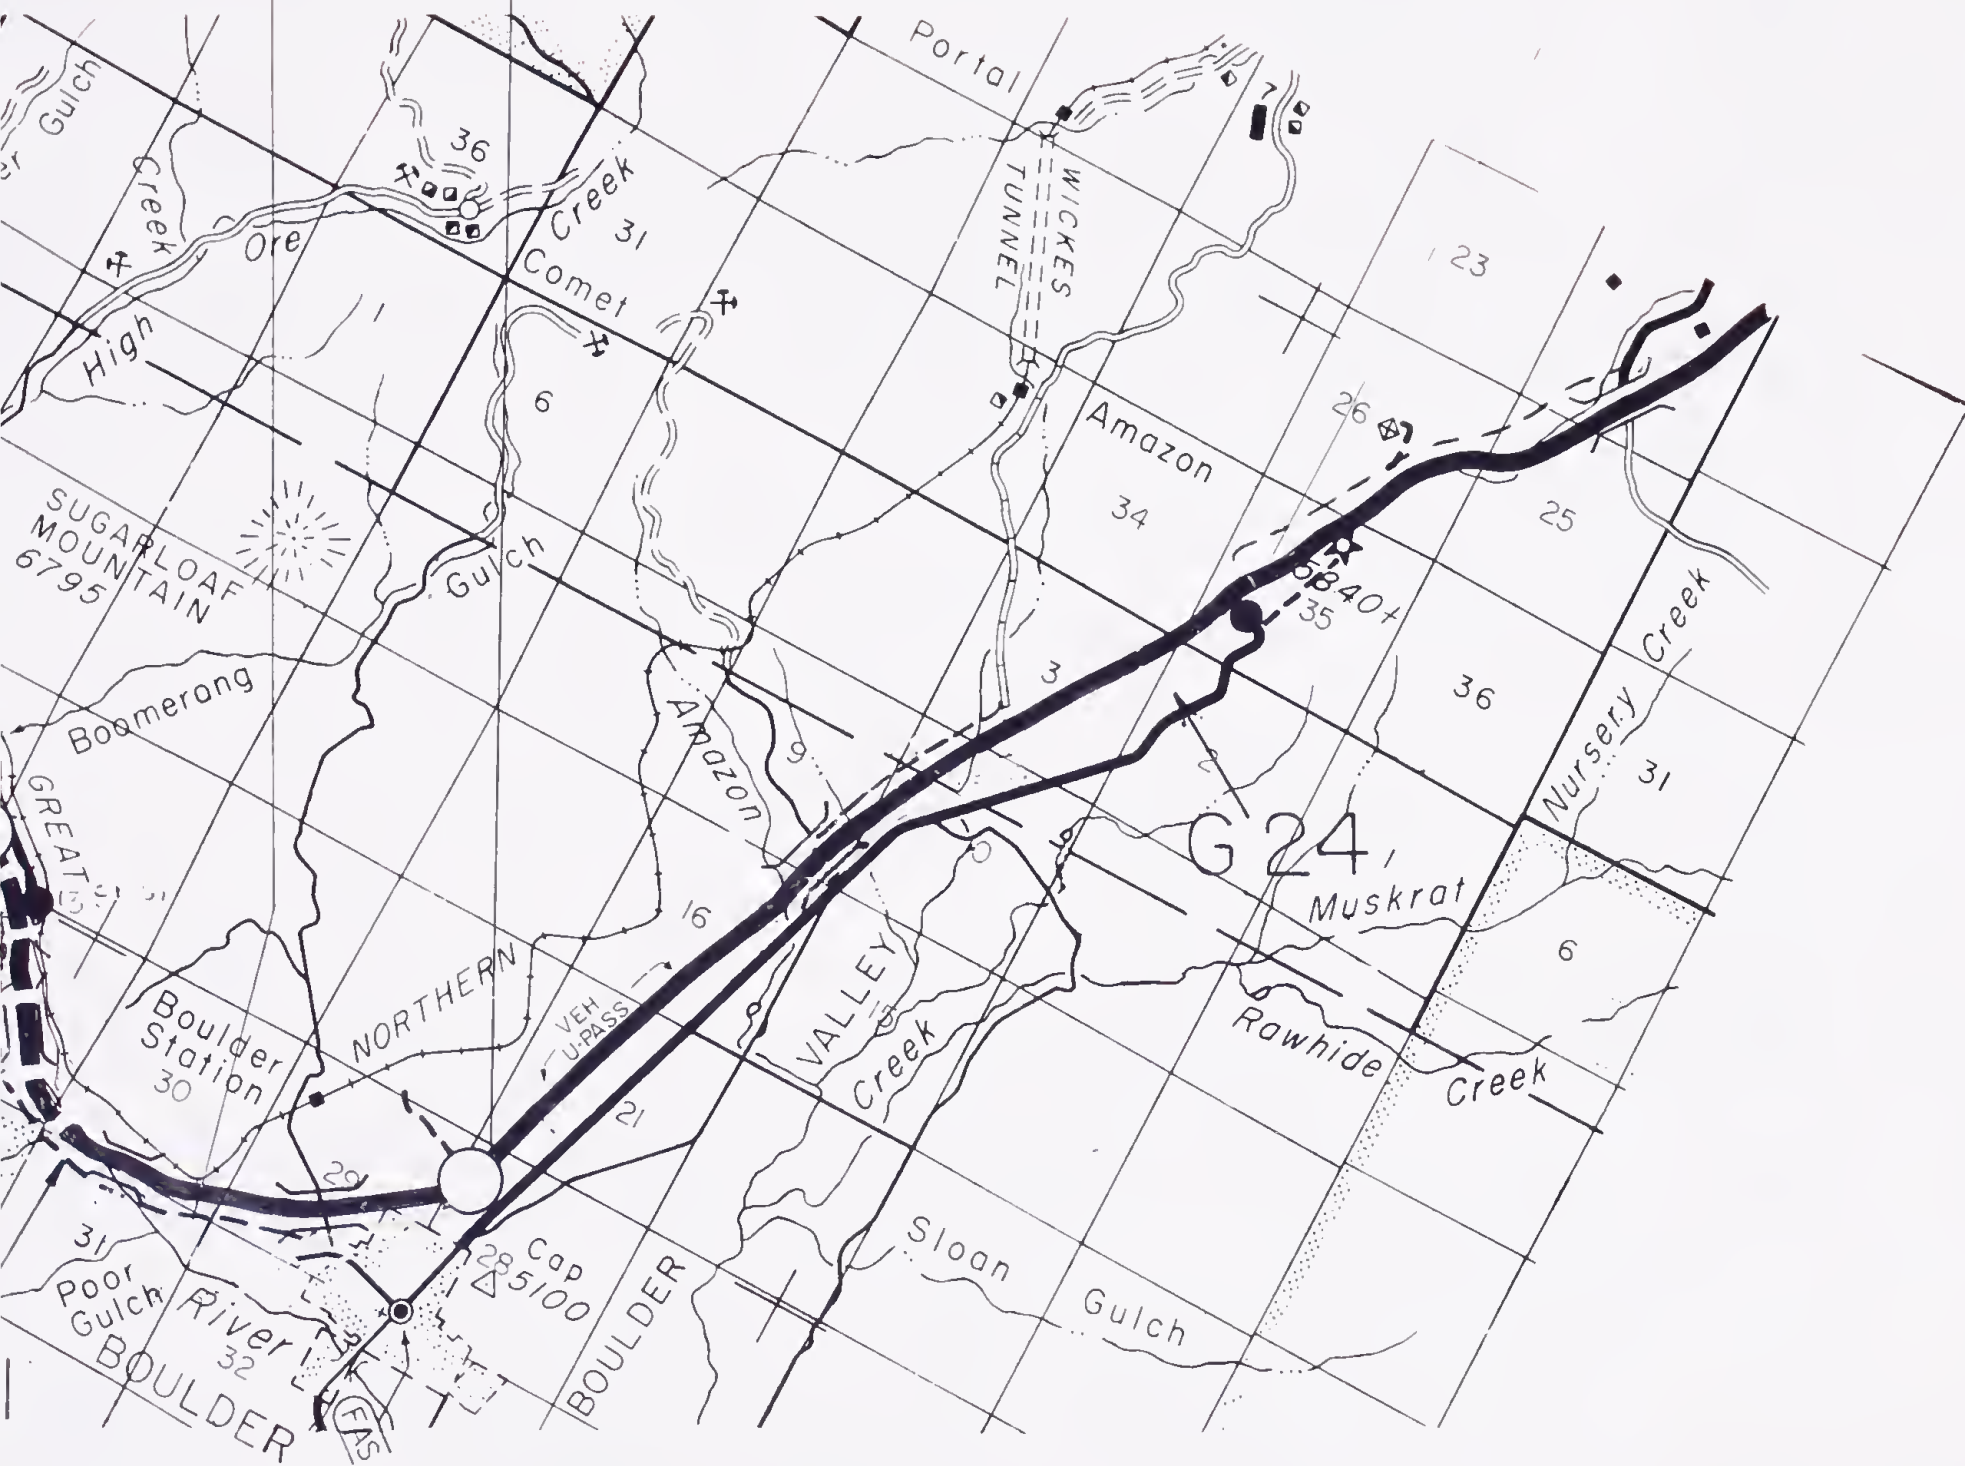 Gulch
Creek
36
Portal
WICKES
TUNNEL
7
Ore
Creek
31
Comet
High
6
23
26
Amazon
34
25
SUGARLOAF
MOUNTAIN
6795
Gulch
5840+
35
Creek
Nursery
36
31
3
2
Boomerang
Amazon
9
GREAT
G 24
Muskrat
16
6
NORTHERN
VEH
U-PASS
VALLEY
15
Creek
Rawhide
Creek
Boulder
Station
30
21
29
31
Poor
Gulch
River
32
BOULDER
28
Cap
5100
BOULDER
Sloan
Gulch
FAS